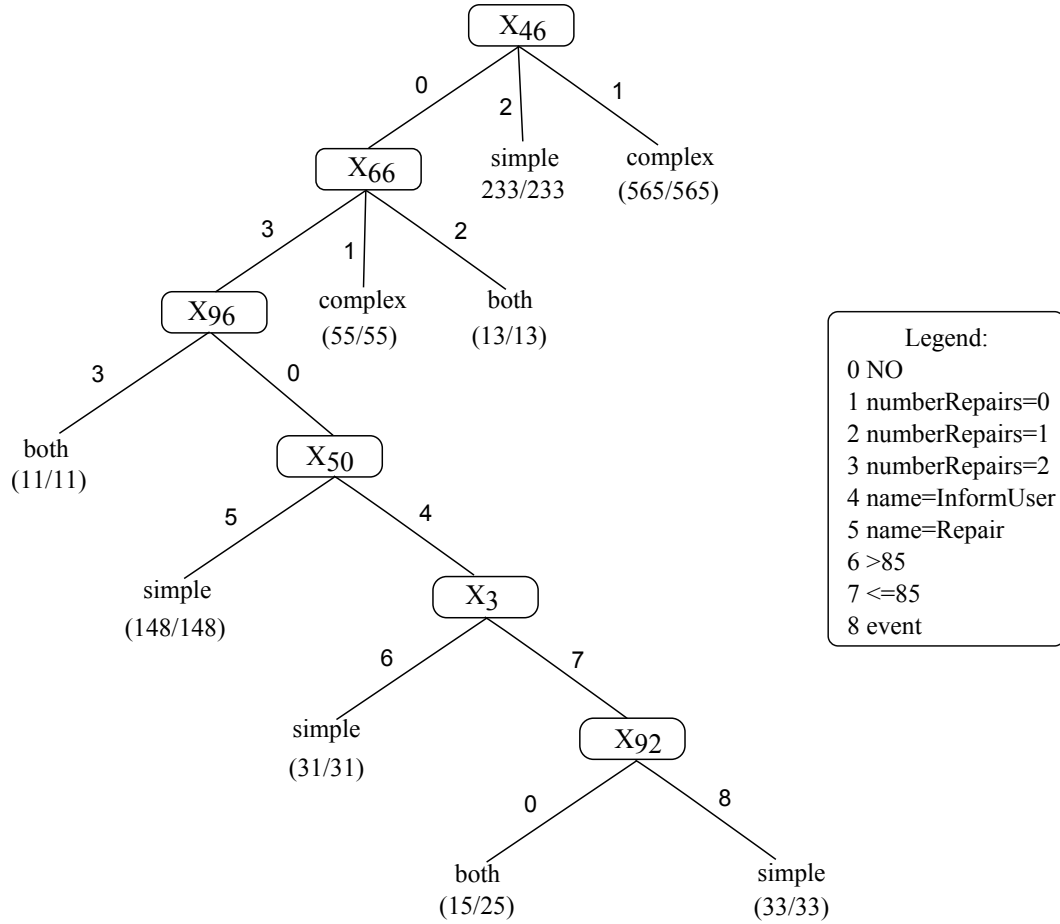 X46
0
2
1
simple
233/233
complex
(565/565)
X66
3
1
2
complex
(55/55)
both
(13/13)
X96
3
0
both
(11/11)
X50
5
4
simple
(148/148)
X3
6
7
simple
(31/31)
X92
0
8
both
(15/25)
simple
(33/33)
Legend:
0 NO
1 numberRepairs=0
2 numberRepairs=1
3 numberRepairs=2
4 name=InformUser
5 name=Repair
6 >85
7 <=85
8 event